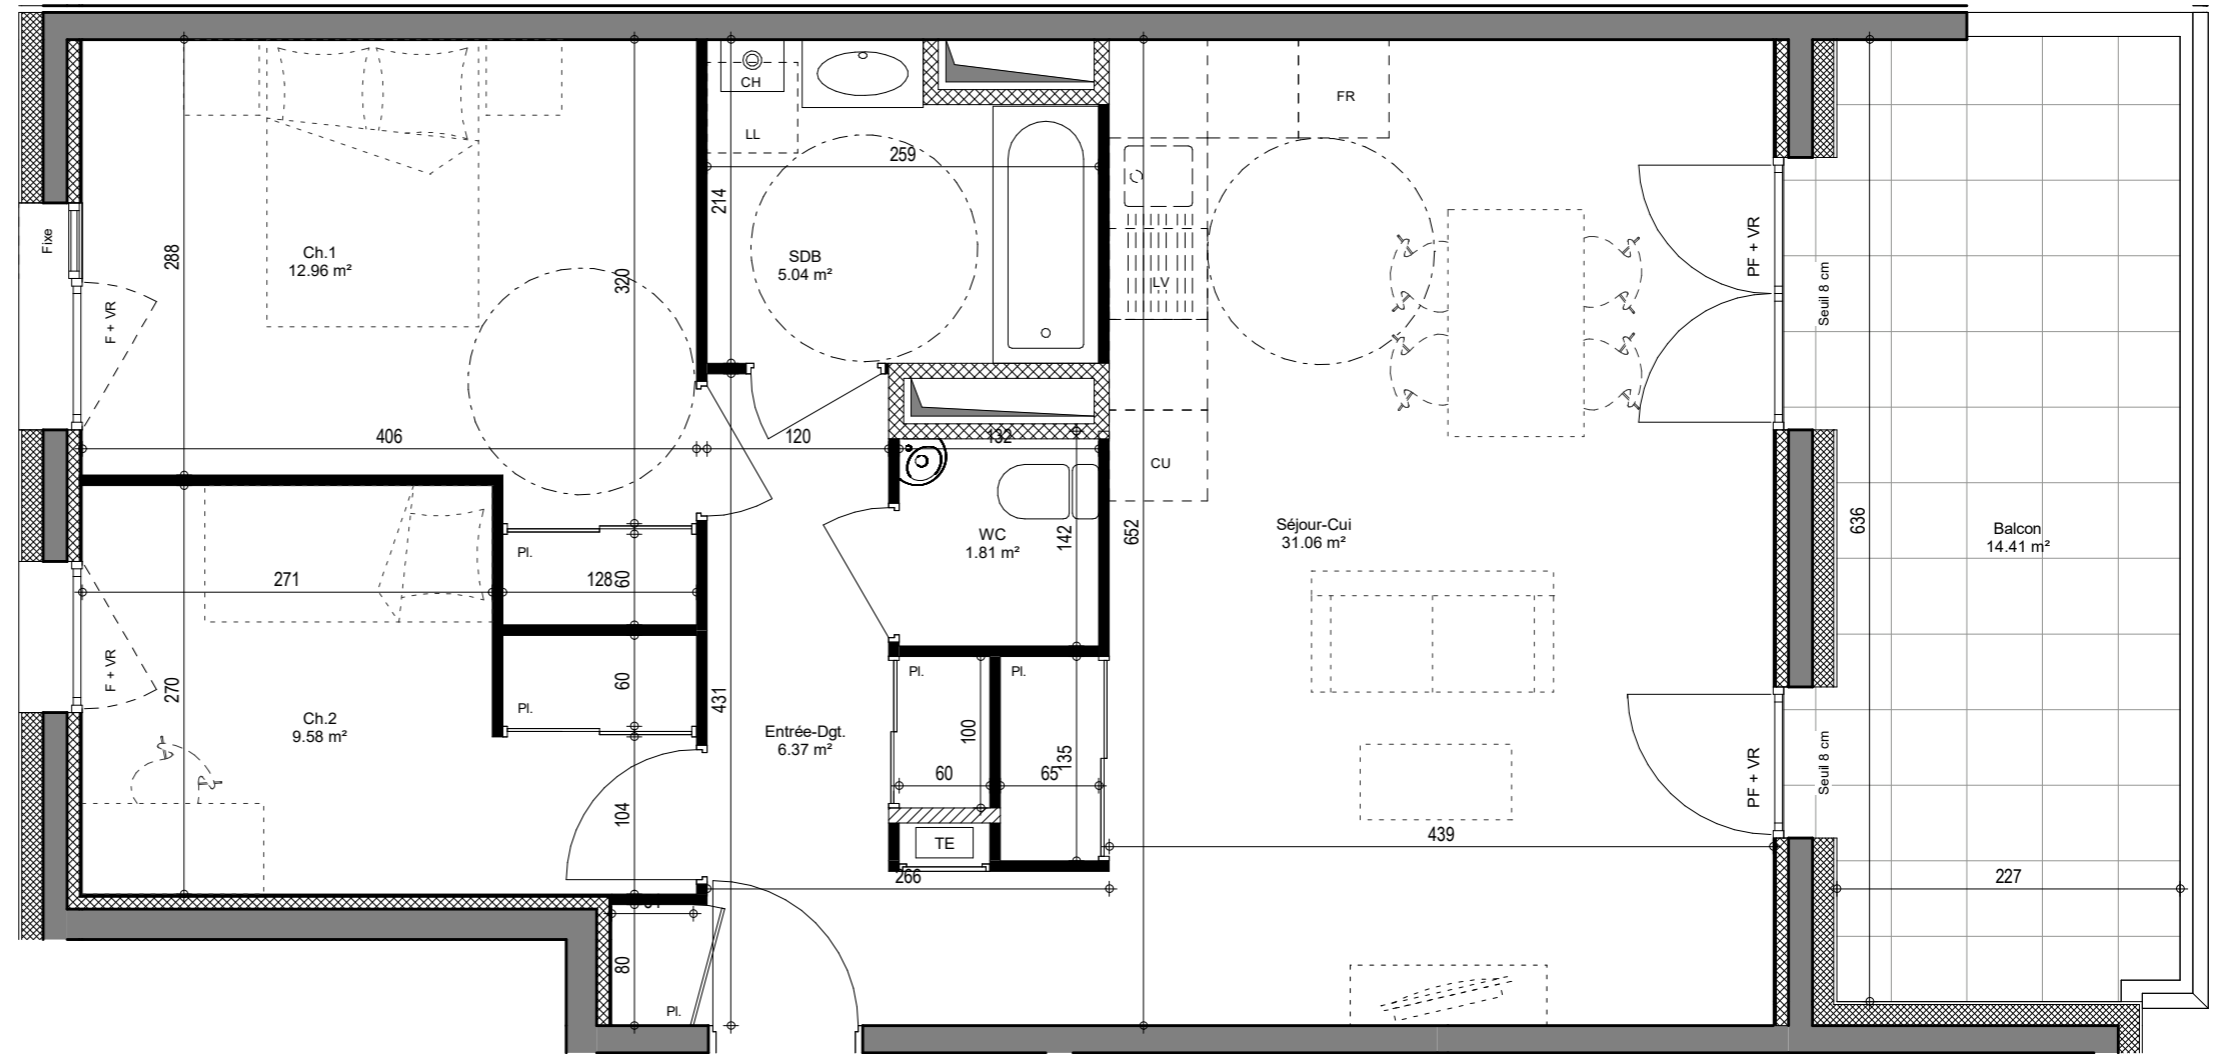 CH
LL
FR
259
214
Fixe
288
Ch.1
12.96 m²
320
SDB
5.04 m²
F + VR
LV
PF + VR
Seuil 8 cm
406
120
132
CU
Pl.
271
128
60
WC
1.81 m²
142
652
Séjour-Cui
31.06 m²
636
Balcon
14.41 m²
F + VR
270
Ch.2
9.58 m²
60
Pl.
431
Entrée-Dgt.
6.37 m²
Pl.
Pl.
100
60
65
135
104
TE
266
439
PF + VR
Seuil 8 cm
227
80
Pl.